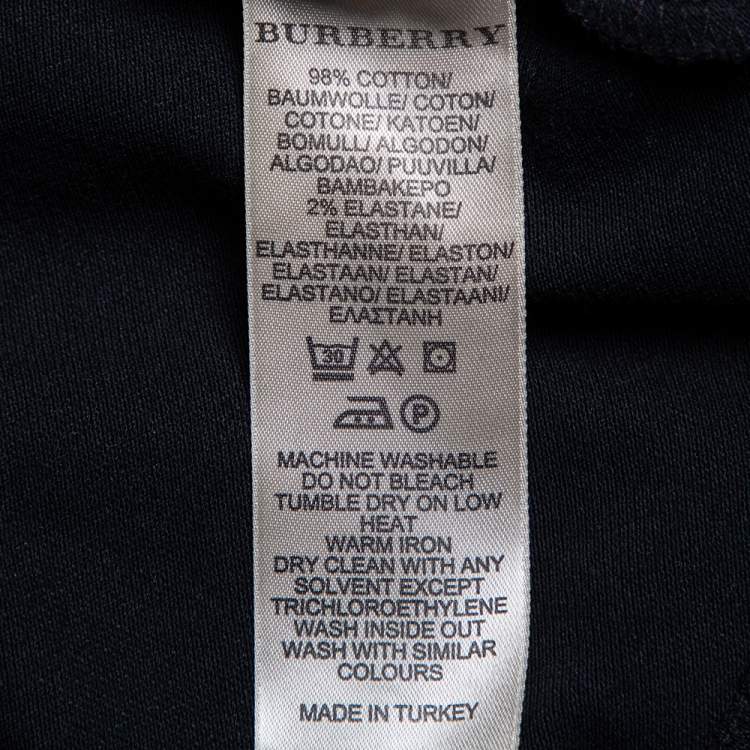 BURBERRY
98% COTTON/
BAUMWOLLE/ COTON/
COTONE/ KATOEN/
BOMULL/ ALGODON/
ALGODAO/ PUUVILLA/
ΒΑΜΒΑΚΕΡΟ
2% ELASTANE/
ELASTHAN/
ELASTHANNE/ ELASTON/
ELASTAAN/ ELASTAN/
ELASTANO/ ELASTAANI/
ΕΛΑΣΤΑΝΗ
30
P
MACHINE WASHABLE
DO NOT BLEACH
TUMBLE DRY ON LOW
HEAT
WARM IRON
DRY CLEAN WITH ANY
SOLVENT EXCEPT
TRICHLOROETHYLENE
WASH INSIDE OUT
WASH WITH SIMILAR
COLOURS
MADE IN TURKEY